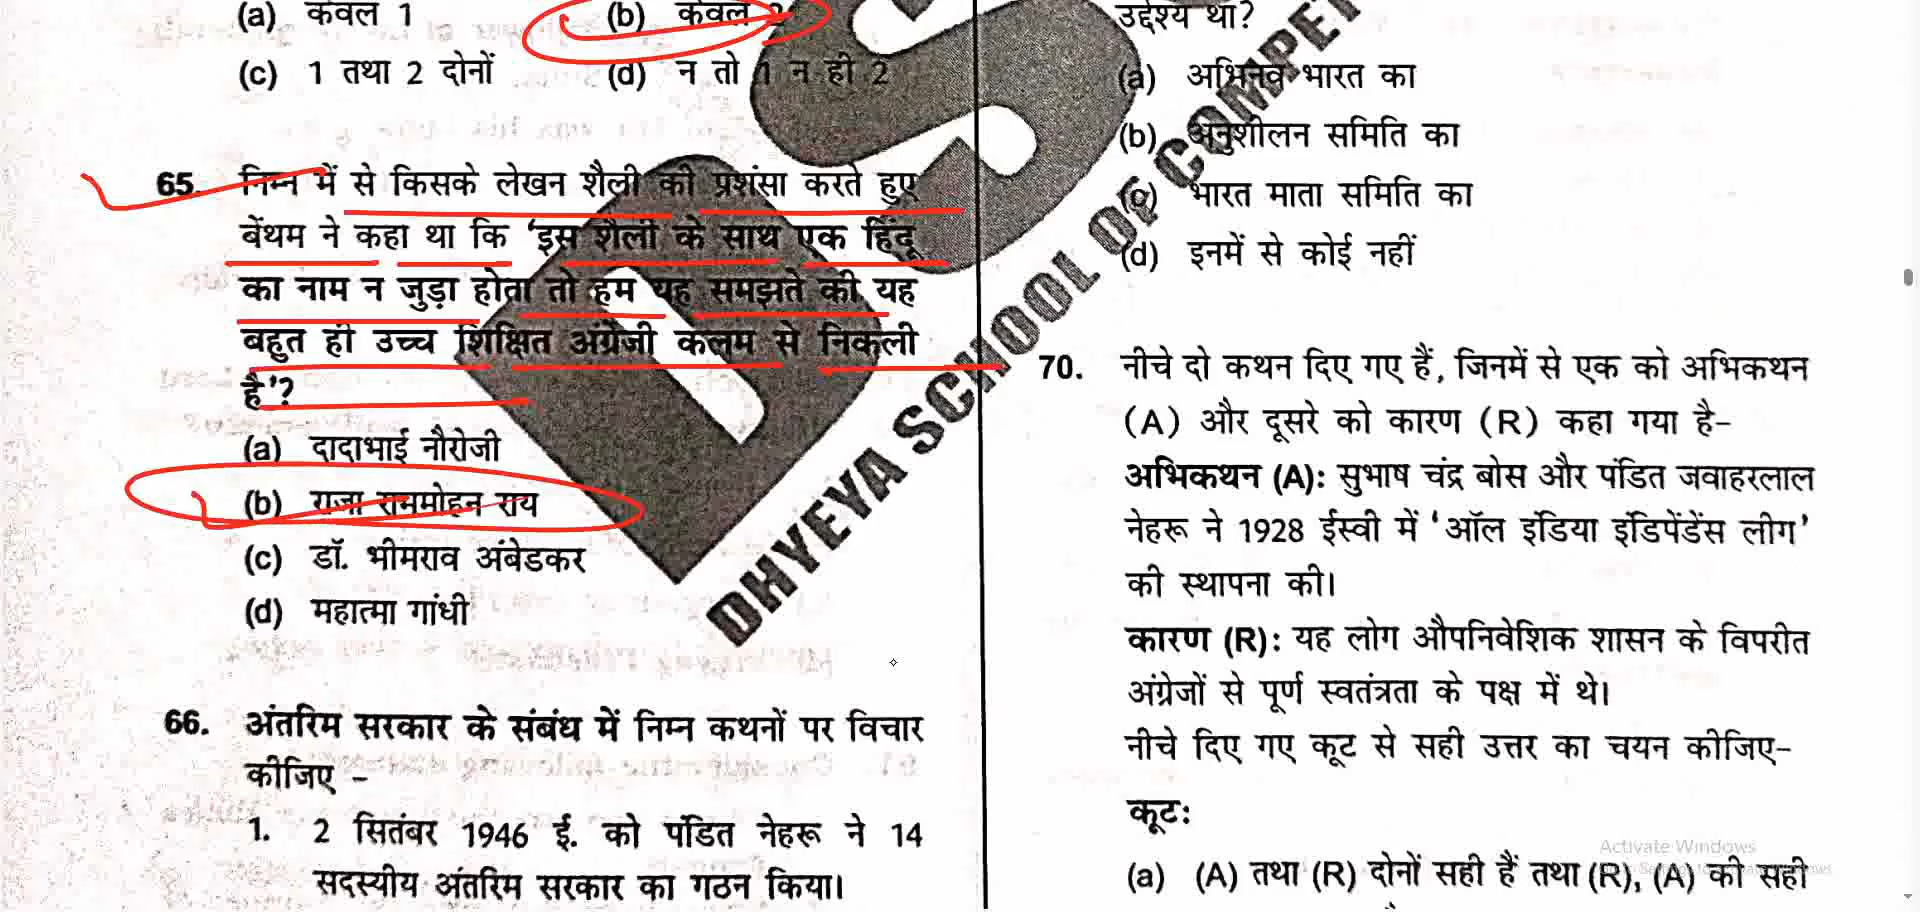 (a) केवल 1
(b) केवल 2
(c) 1 तथा 2 दोनों
(d) न तो 1 न ही 2
65. निम्न में से किसके लेखन शैली की प्रशंसा करते हुए
बेंथम ने कहा था कि ‘इस शैली के साथ एक हिंदू
का नाम न जुड़ा होता तो हम यह समझते की यह
बहुत ही उच्च शिक्षित अंग्रेजी कलम से निकली
है’?
(a) दादाभाई नौरोजी
(b) राजा राममोहन राय
(c) डॉ. भीमराव अंबेडकर
(d) महात्मा गांधी
66. अंतरिम सरकार के संबंध में निम्न कथनों पर विचार
कीजिए –
1. 2 सितंबर 1946 ई. को पंडित नेहरू ने 14
सदस्यीय अंतरिम सरकार का गठन किया।
उद्देश्य था?
(a) अभिनव भारत का
(b) अनुशीलन समिति का
(c) भारत माता समिति का
(d) इनमें से कोई नहीं
70. नीचे दो कथन दिए गए हैं, जिनमें से एक को अभिकथन
(A) और दूसरे को कारण (R) कहा गया है–
अभिकथन (A): सुभाष चंद्र बोस और पंडित जवाहरलाल
नेहरू ने 1928 ईस्वी में ‘ऑल इंडिया इंडिपेंडेंस लीग’
की स्थापना की।
कारण (R): यह लोग औपनिवेशिक शासन के विपरीत
अंग्रेजों से पूर्ण स्वतंत्रता के पक्ष में थे।
नीचे दिए गए कूट से सही उत्तर का चयन कीजिए–
कूटः
(a) (A) तथा (R) दोनों सही हैं तथा (R), (A) की सही
DHYEYA SCHOOL OF
Activate Windows